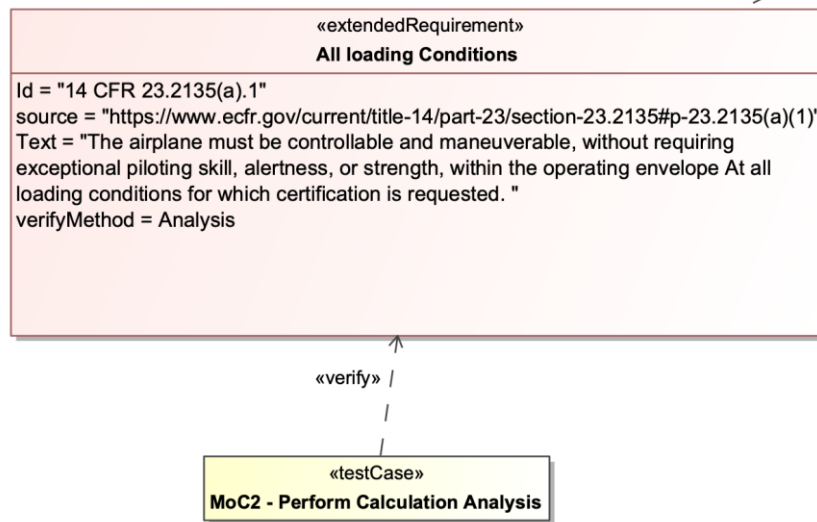 «extendedRequirement»
All loading Conditions
Id = "14 CFR 23.2135(a).1"
source = "https://www.ecfr.gov/current/title-14/part-23/section-23.2135#p-23.2135(a)(1)"
Text = "The airplane must be controllable and maneuverable, without requiring
exceptional piloting skill, alertness, or strength, within the operating envelope At all
loading conditions for which certification is requested. "
verifyMethod = Analysis
«verify»
«testCase»
MoC2 - Perform Calculation Analysis